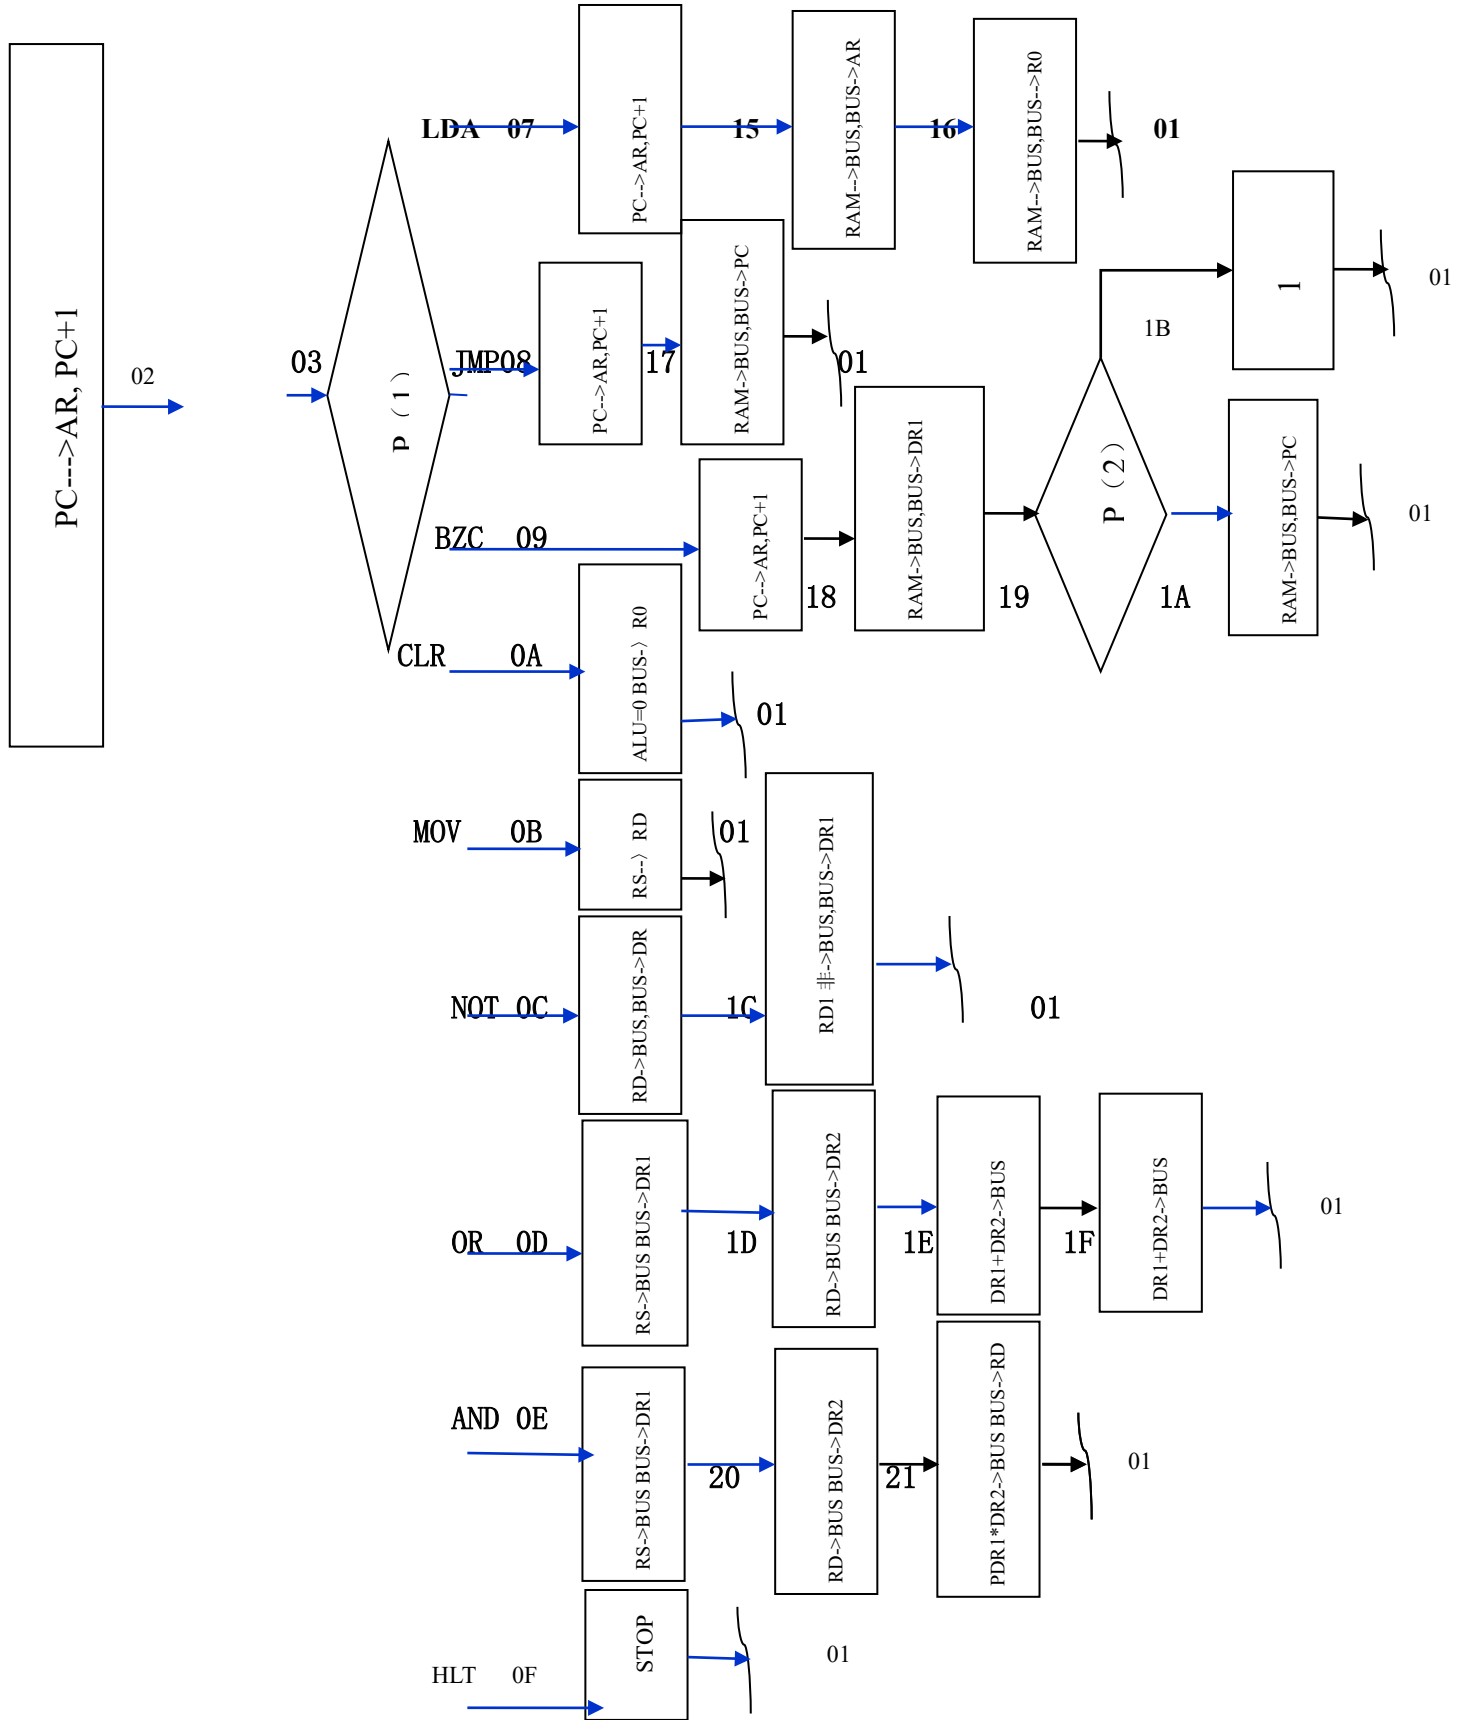 PC--->AR, PC+1
02
03
P（1）
LDA 07
PC--->AR,PC+1
15
RAM-->BUS,BUS->AR
16
RAM-->BUS,BUS-->R0
01
JMP08
PC-->AR,PC+1
17
RAM->BUS,BUS->PC
01
BZC 09
PC-->AR,PC+1
18
RAM->BUS,BUS->DR1
19
P（2）
1B
1
01
1A
RAM->BUS,BUS->PC
01
CLR 0A
ALU=0 BUS-〉R0
01
MOV 0B
RS--〉RD
01
NOT 0C
RD->BUS,BUS->DR
1C
RD1 非->BUS,BUS->DR1
01
OR 0D
RS->BUS BUS->DR1
1D
RD->BUS BUS->DR2
1E
DR1+DR2->BUS
1F
DR1+DR2->BUS
01
AND 0E
RS->BUS BUS->DR1
20
RD->BUS BUS->DR2
21
PDR1*DR2->BUS BUS->RD
01
HLT 0F
STOP
01